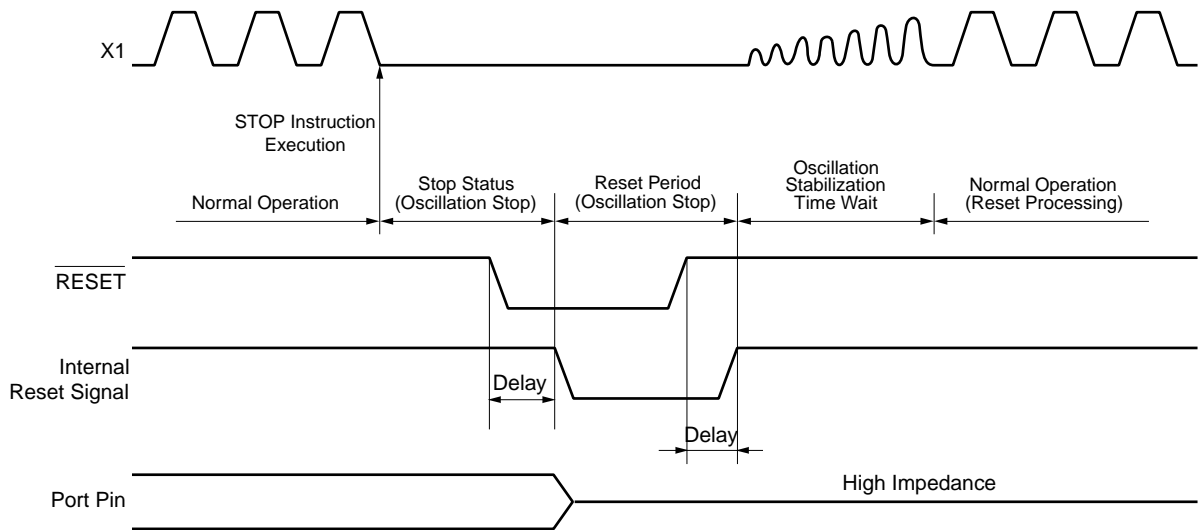 X1
STOP Instruction
Execution
Normal Operation
Stop Status
(Oscillation Stop)
Reset Period
(Oscillation Stop)
Oscillation
Stabilization
Time Wait
Normal Operation
(Reset Processing)
RESET
Internal
Reset Signal
Delay
Delay
Port Pin
High Impedance